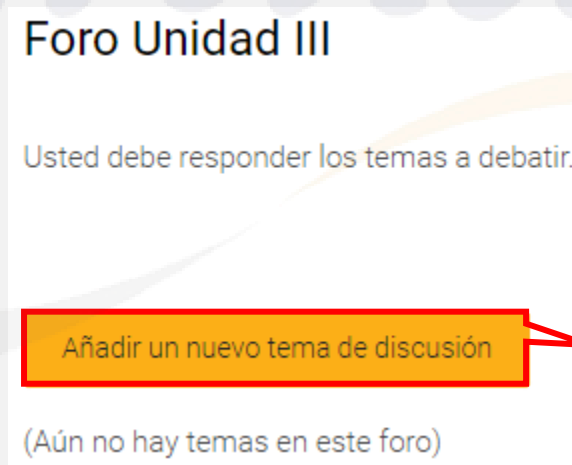 Foro Unidad III
Usted debe responder los temas a debatir.
Añadir un nuevo tema de discusión
(Aún no hay temas en este foro)